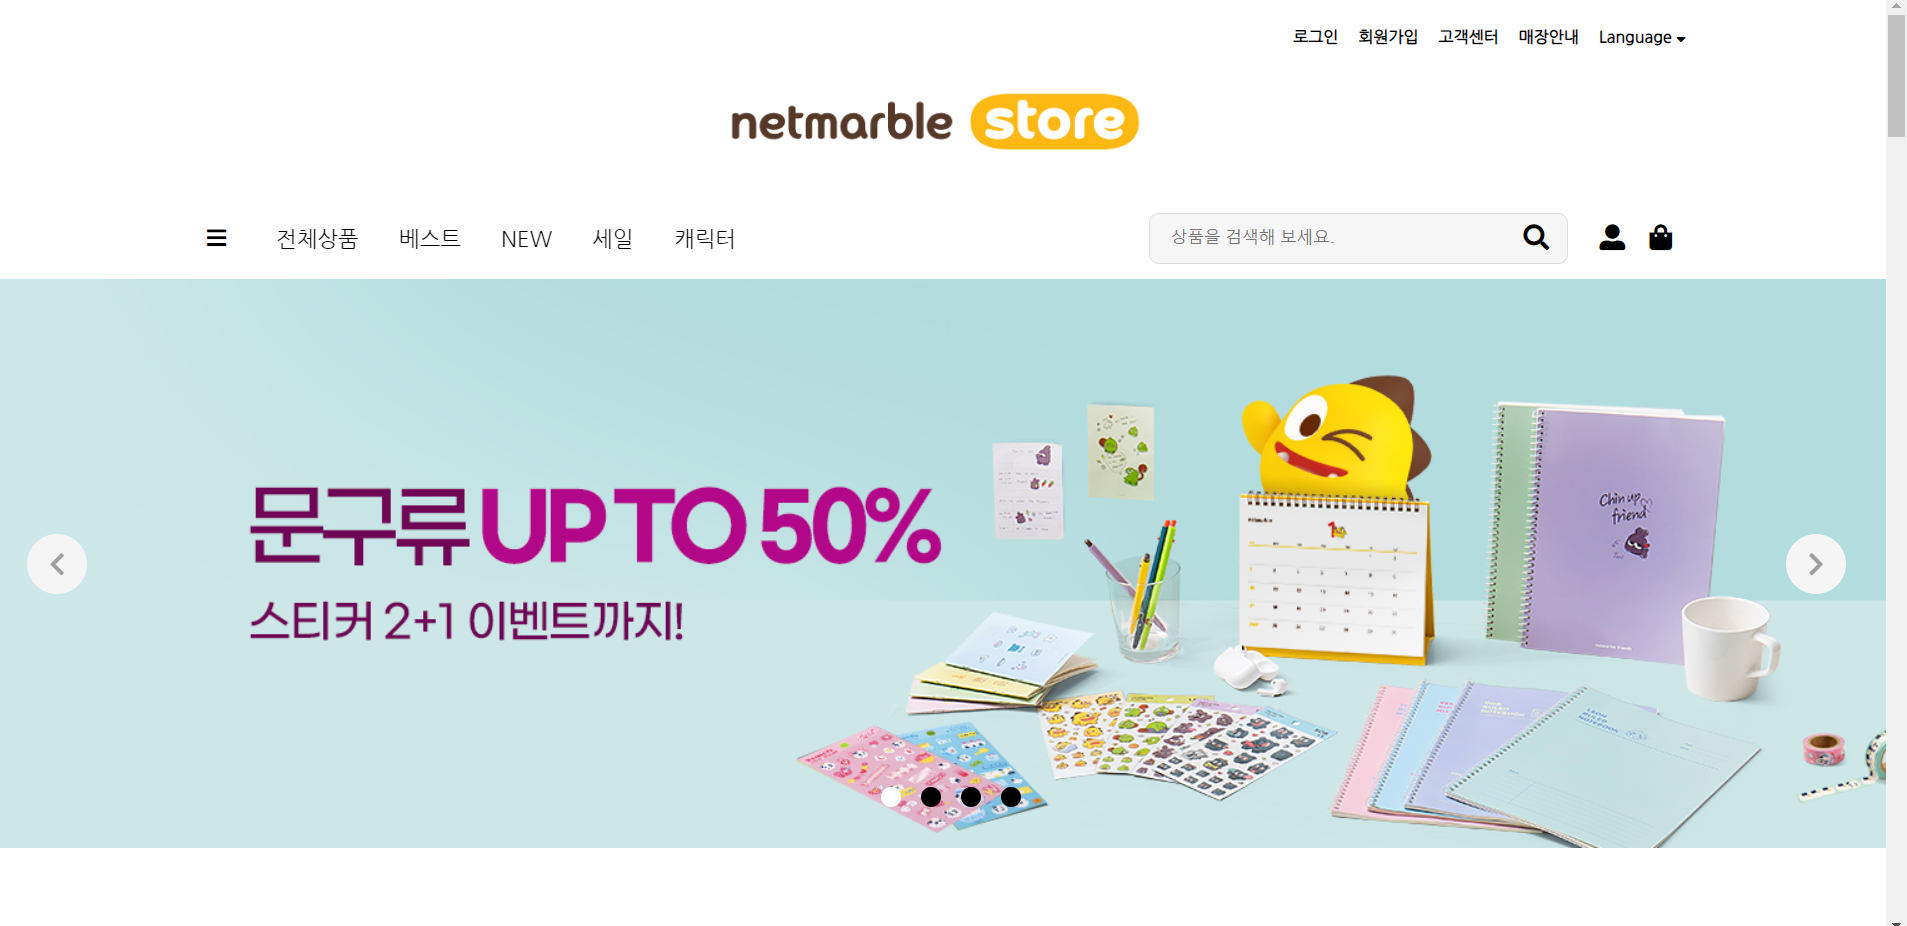 로그인 회원가입 고객센터 매장안내 Language
netmarble store
전체상품 베스트 NEW 세일 캐릭터
상품을 검색해 보세요.
문구류 UP TO 50%
스티커 2+1 이벤트까지!
Chin up
friend